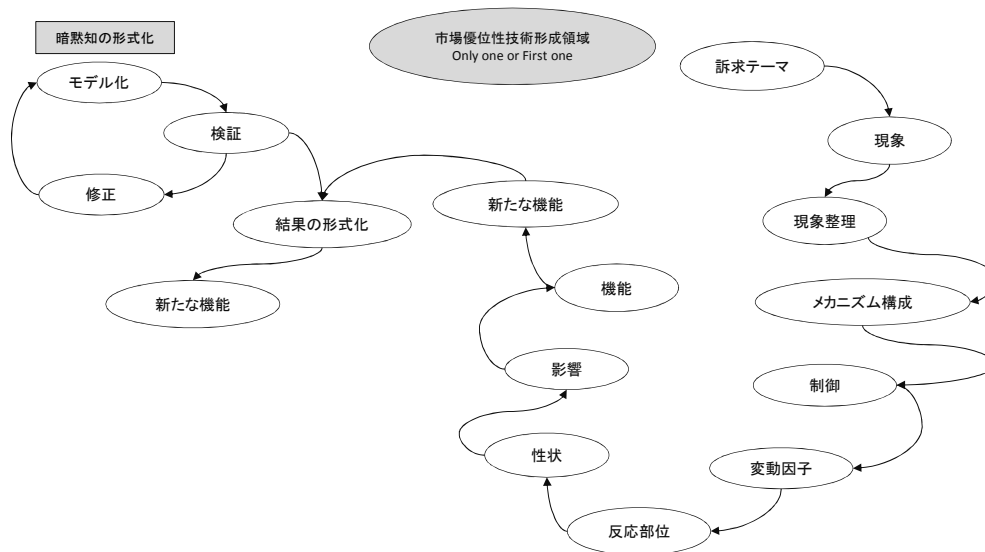 暗黙知の形式化
市場優位性技術形成領域
Only one or First one
モデル化
検証
修正
結果の形式化
新たな機能
訴求テーマ
現象
現象整理
メカニズム構成
制御
変動因子
反応部位
性状
影響
機能
新たな機能